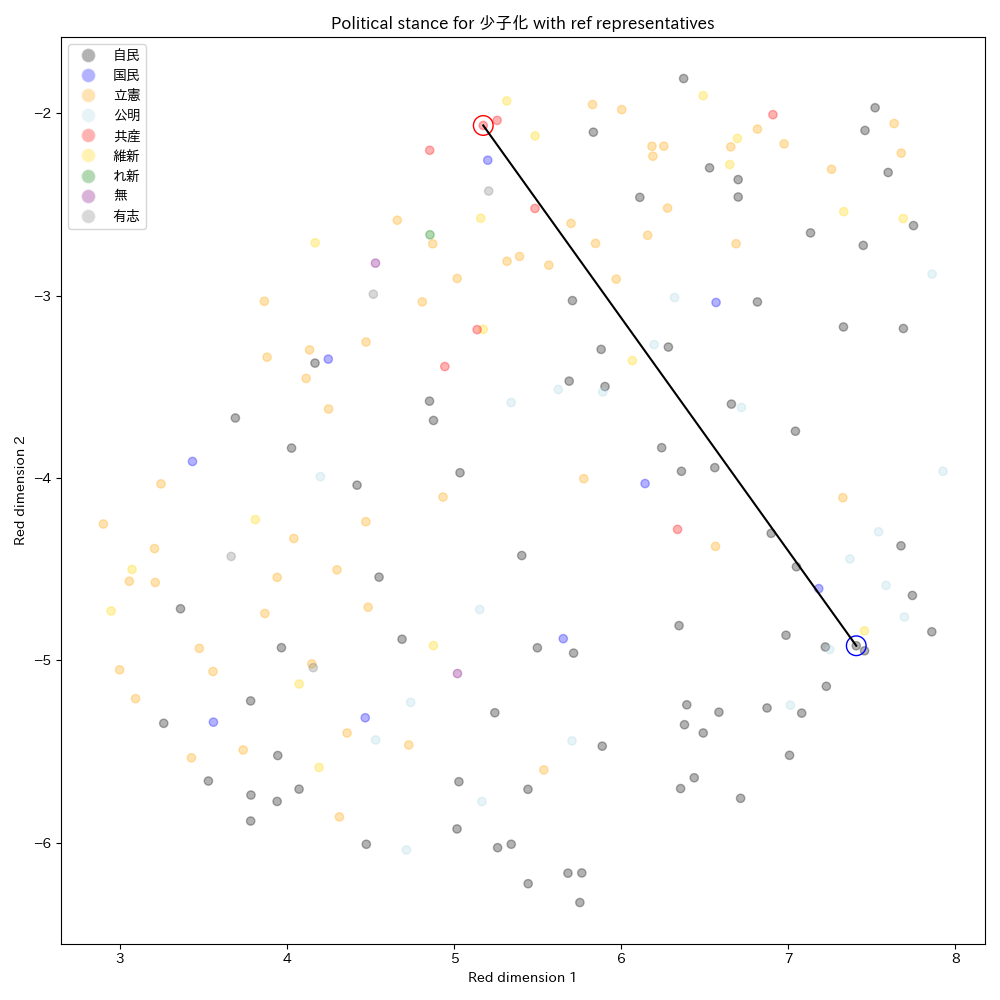 Political stance for 少子化 with ref representatives
自民
国民
立憲
公明
共産
維新
れ新
無
有志
−2
−3
−4
−5
−6
Red dimension 2
3 4 5 6 7 8
Red dimension 1